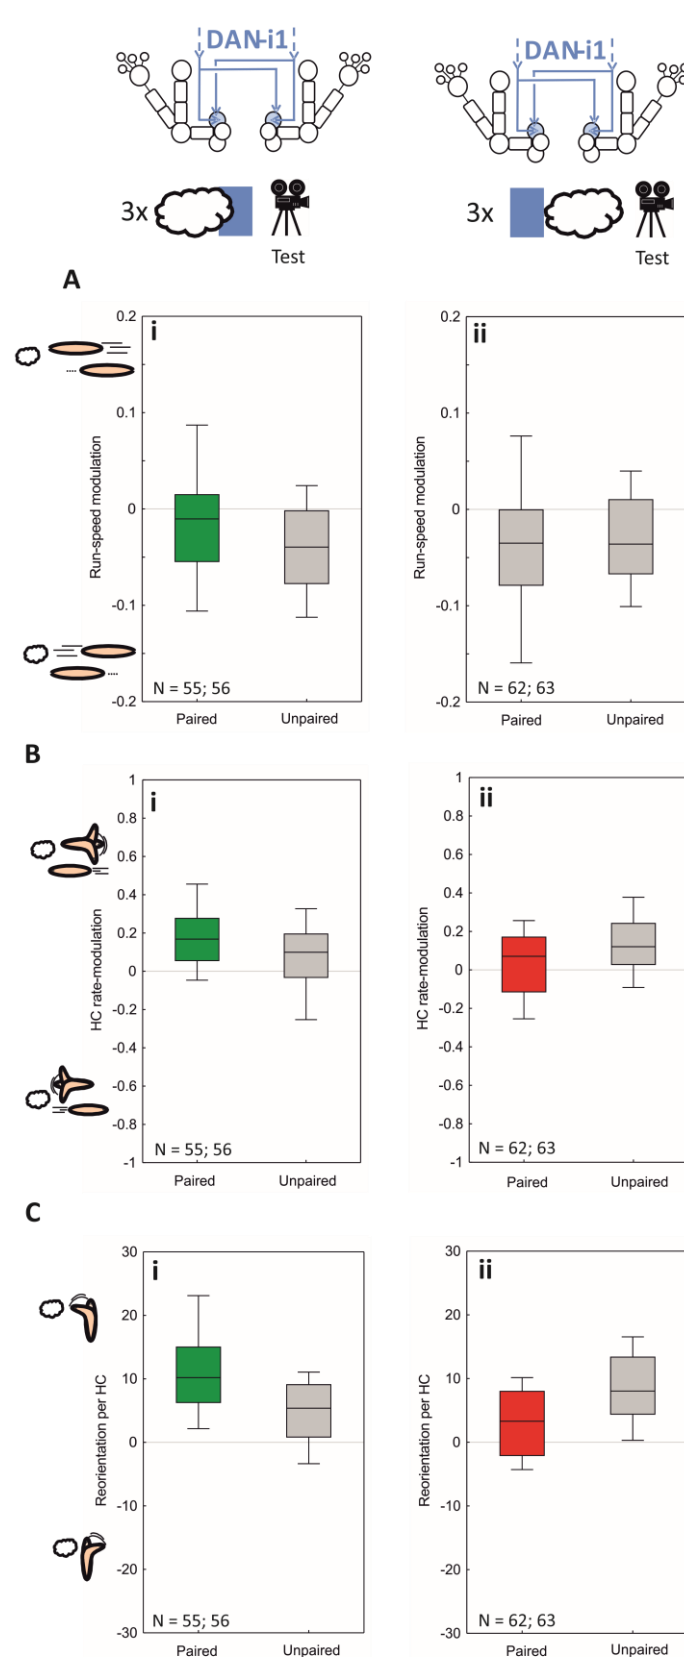 DAN-i1
DAN-i1
3x
Test
3x
Test
A
i
Run-speed modulation
0.2
0.1
0
-0.1
-0.2
N = 55; 56
Paired
Unpaired
ii
Run-speed modulation
0.2
0.1
0
-0.1
-0.2
N = 62; 63
Paired
Unpaired
B
i
HC rate-modulation
1
0.8
0.6
0.4
0.2
0
-0.2
-0.4
-0.6
-0.8
-1
N = 55; 56
Paired
Unpaired
ii
HC rate-modulation
1
0.8
0.6
0.4
0.2
0
-0.2
-0.4
-0.6
-0.8
-1
N = 62; 63
Paired
Unpaired
C
i
Reorientation per HC
30
20
10
0
-10
-20
-30
N = 55; 56
Paired
Unpaired
ii
Reorientation per HC
30
20
10
0
-10
-20
-30
N = 62; 63
Paired
Unpaired